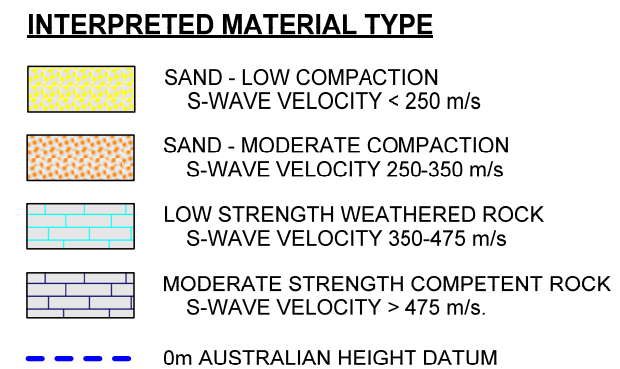 INTERPRETED MATERIAL TYPE
SAND - LOW COMPACTION
S-WAVE VELOCITY < 250 m/s
SAND - MODERATE COMPACTION
S-WAVE VELOCITY 250-350 m/s
LOW STRENGTH WEATHERED ROCK
S-WAVE VELOCITY 350-475 m/s
MODERATE STRENGTH COMPETENT ROCK
S-WAVE VELOCITY > 475 m/s.
0m AUSTRALIAN HEIGHT DATUM